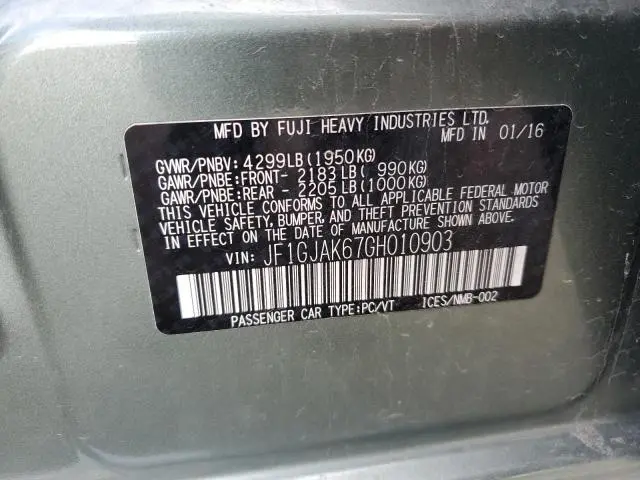 MFD BY FUJI HEAVY INDUSTRIES LTD.
MFD IN 01/16
GVWR/PNBV: 4299LB(1950KG)
GAWR/PNBE:FRONT- 2183LB( 990KG)
GAWR/PNBE:REAR - 2205LB(1000KG)
THIS VEHICLE CONFORMS TO ALL APPLICABLE FEDERAL MOTOR
VEHICLE SAFETY, BUMPER, AND THEFT PREVENTION STANDARDS
IN EFFECT ON THE DATE OF MANUFACTURE SHOWN ABOVE.
VIN: JF1GJAK67GH010903
PASSENGER CAR TYPE:PC/VT ICES/NMB-002